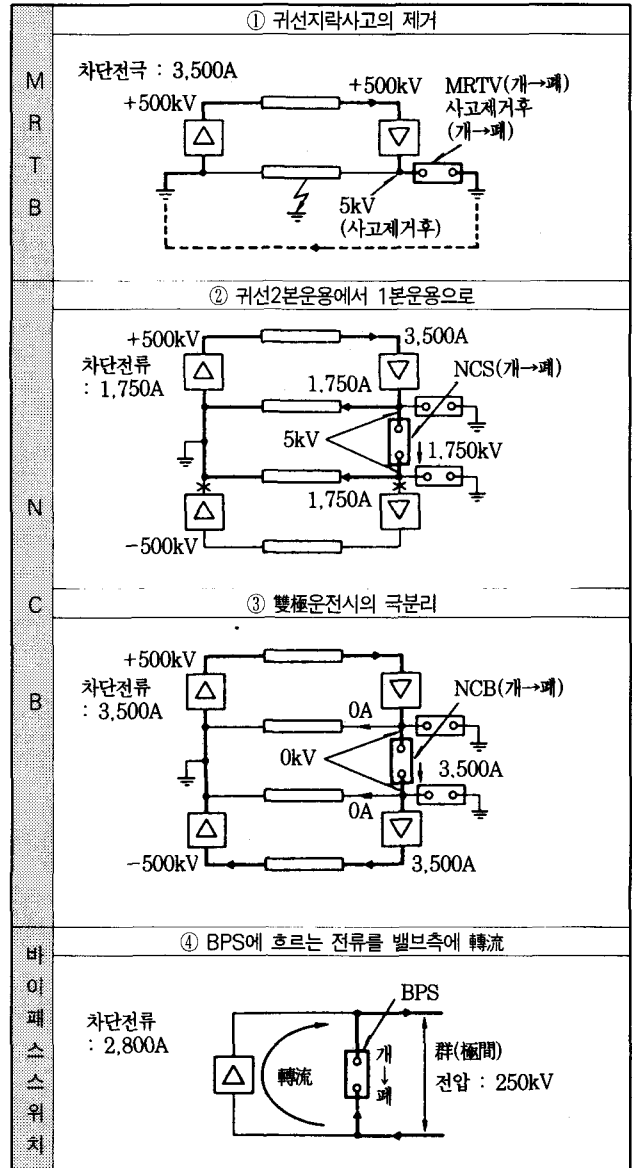 ① 귀선지락사고의 제거
MRTB
차단전극 : 3,500A
+500kV
+500kV
MRTV(개→폐)
사고제거후
(개→폐)
5kV
(사고제거후)
② 귀선2본운용에서 1본운용으로
NCB
+500kV
3,500A
차단전류
: 1,750A
1,750A
NCS(개→폐)
5kV
1,750kV
1,750A
−500kV
③ 雙極운전시의 극분리
+500kV
차단전류
: 3,500A
0A
NCB(개→폐)
0kV
3,500A
0A
−500kV
3,500A
④ BPS에 흐르는 전류를 밸브측에 轉流
바이패스스위치
BPS
차단전류
: 2,800A
轉流
개
↓
폐
群(極間)
전압 : 250kV